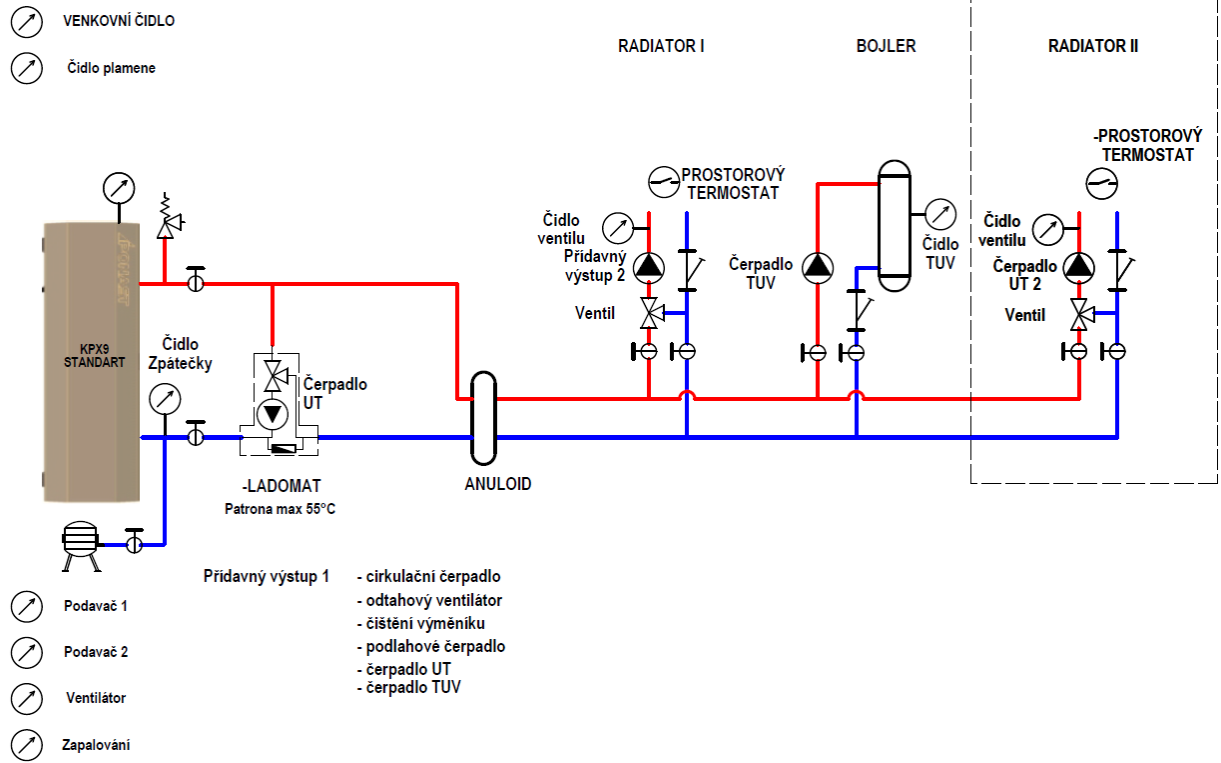 VENKOVNÍ ČIDLO
Čidlo plamene
RADIATOR I
BOJLER
RADIATOR II
PROSTOROVÝ
TERMOSTAT
-PROSTOROVÝ
TERMOSTAT
Čidlo
ventilu
Přídavný
výstup 2
Ventil
Čerpadlo
TUV
Čidlo
TUV
Čidlo
ventilu
Čerpadlo
UT 2
Ventil
KPX9
STANDART
Čidlo
Zpátečky
Čerpadlo
UT
-LADOMAT
Patrona max 55°C
ANULOID
Přídavný výstup 1
- cirkulační čerpadlo
- odtahový ventilátor
- čištění výměníku
- podlahové čerpadlo
- čerpadlo UT
- čerpadlo TUV
Podavač 1
Podavač 2
Ventilátor
Zapalování